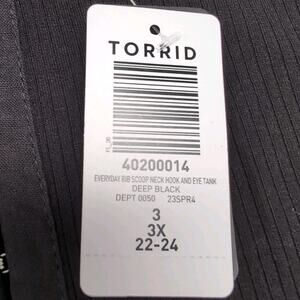 TORRID
40200014
EVERYDAY RIB SCOOP NECK HOOK AND EYE TANK
DEEP BLACK
DEPT 0050 23SPR4
3
3X
22-24